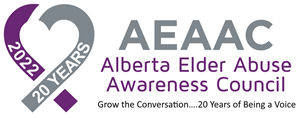 2022
20 YEARS
AEAAC
Alberta Elder Abuse
Awareness Council
Grow the Conversation....20 Years of Being a Voice